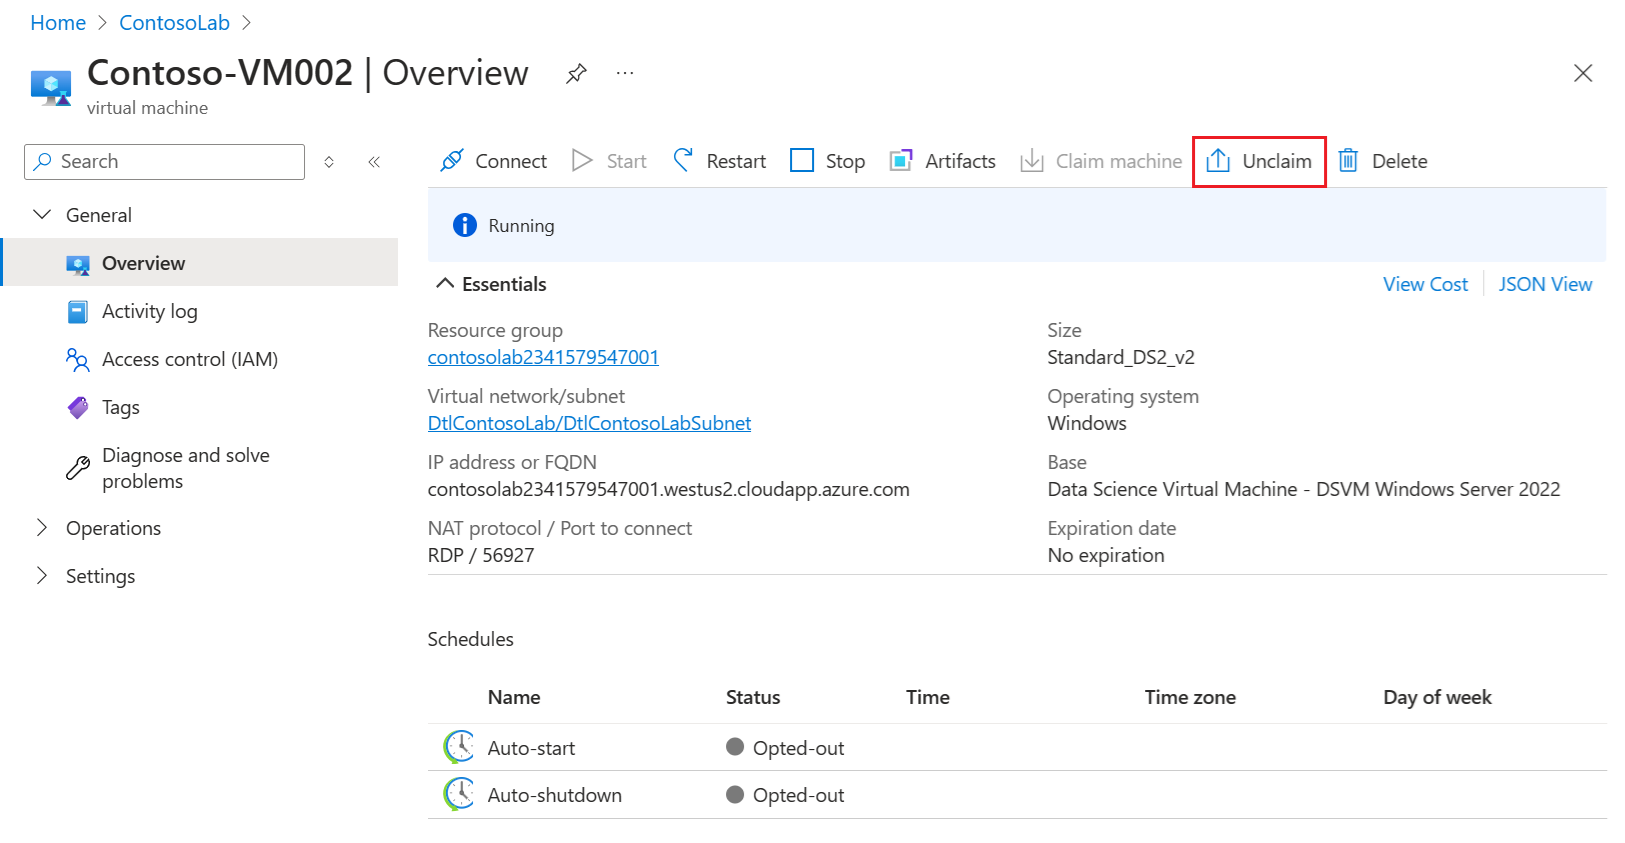 Home > ContosoLab >
Contoso-VM002 | Overview ...
virtual machine
Search
General
Overview
Activity log
Access control (IAM)
Tags
Diagnose and solve
problems
Operations
Settings
Connect Start Restart Stop Artifacts Claim machine Unclaim Delete
Running
Essentials
View Cost JSON View
Resource group
contosolab2341579547001
Virtual network/subnet
DtlContosoLab/DtlContosoLabSubnet
IP address or FQDN
contosolab2341579547001.westus2.cloudapp.azure.com
NAT protocol / Port to connect
RDP / 56927
Size
Standard_DS2_v2
Operating system
Windows
Base
Data Science Virtual Machine - DSVM Windows Server 2022
Expiration date
No expiration
Schedules
Name Status Time Time zone Day of week
Auto-start Opted-out
Auto-shutdown Opted-out